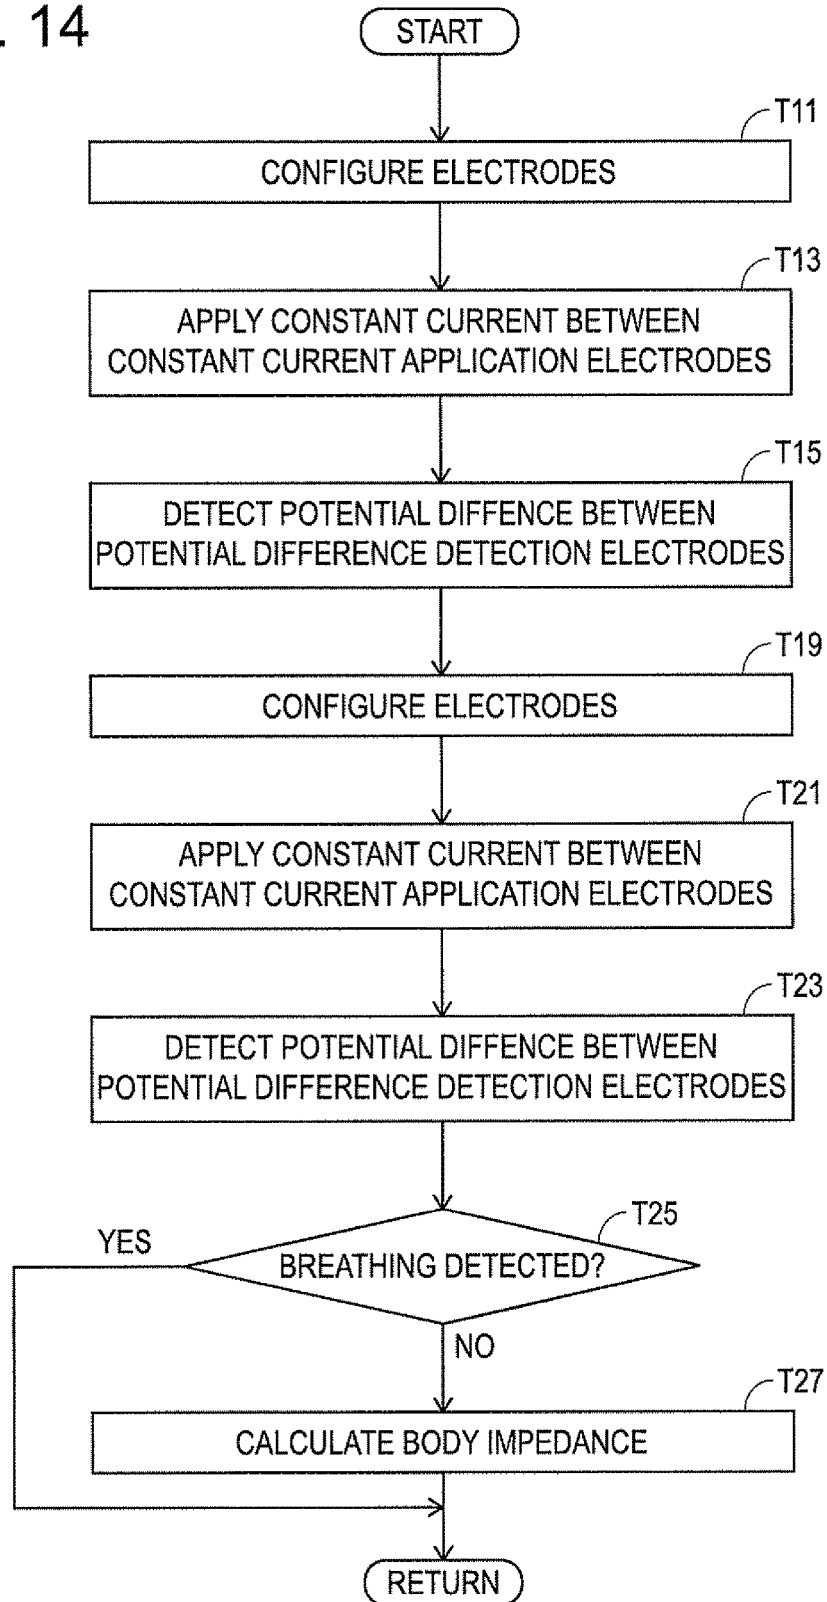 . 14
START
T11
CONFIGURE ELECTRODES
T13
APPLY CONSTANT CURRENT BETWEEN
CONSTANT CURRENT APPLICATION ELECTRODES
T15
DETECT POTENTIAL DIFFENCE BETWEEN
POTENTIAL DIFFERENCE DETECTION ELECTRODES
T19
CONFIGURE ELECTRODES
T21
APPLY CONSTANT CURRENT BETWEEN
CONSTANT CURRENT APPLICATION ELECTRODES
T23
DETECT POTENTIAL DIFFENCE BETWEEN
POTENTIAL DIFFERENCE DETECTION ELECTRODES
T25
YES
BREATHING DETECTED?
NO
T27
CALCULATE BODY IMPEDANCE
RETURN